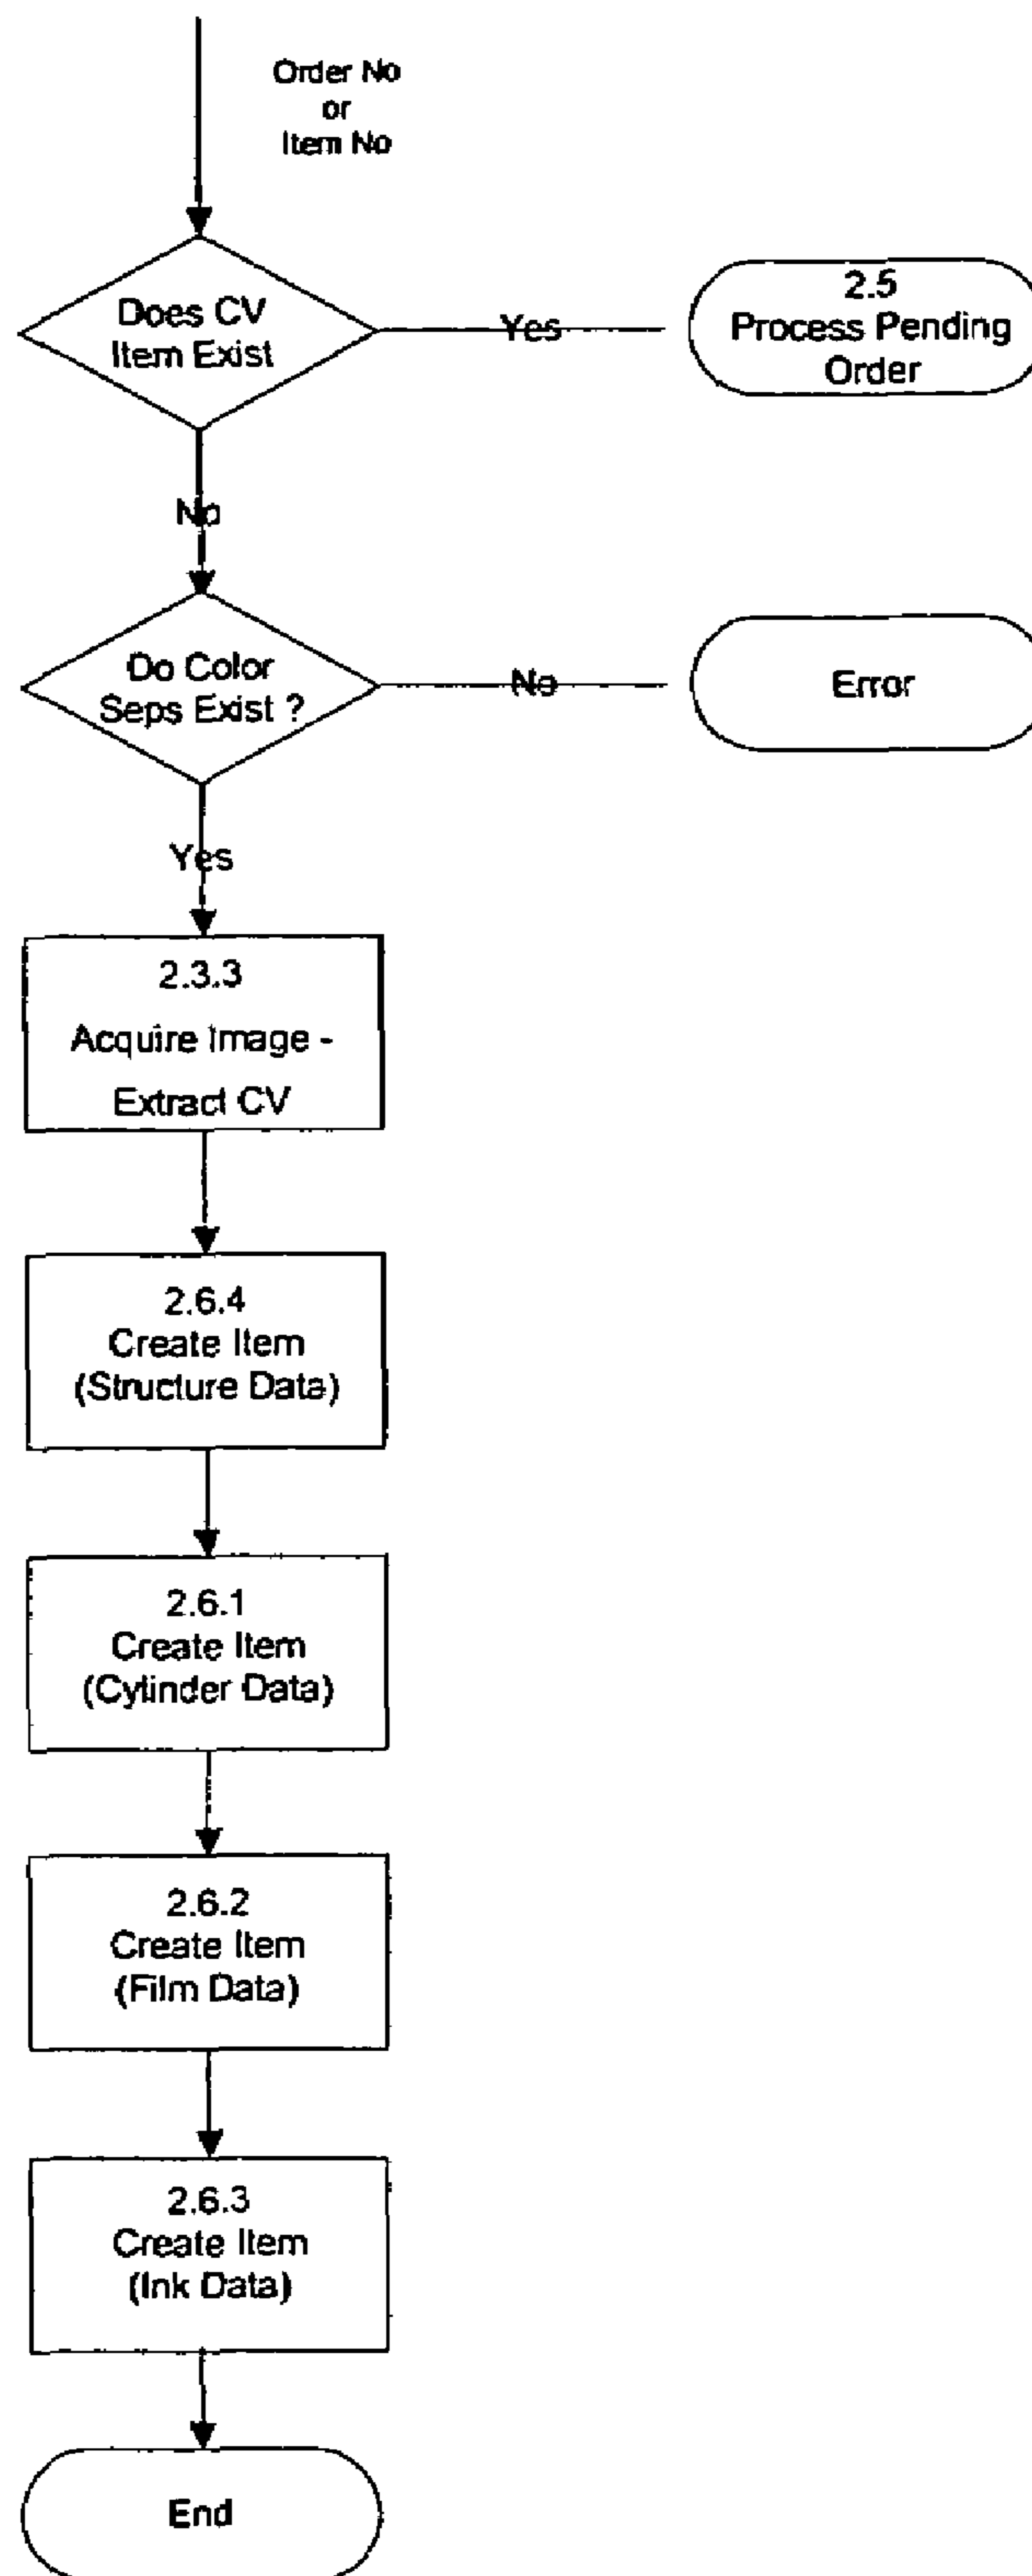 Order No
or
Item No
Does CV
Item Exist
Yes
2.5
Process Pending
Order
No
Do Color
Seps Exist ?
No
Error
Yes
2.3.3
Acquire Image -
Extract CV
2.6.4
Create Item
(Structure Data)
2.6.1
Create Item
(Cylinder Data)
2.6.2
Create Item
(Film Data)
2.6.3
Create Item
(Ink Data)
End